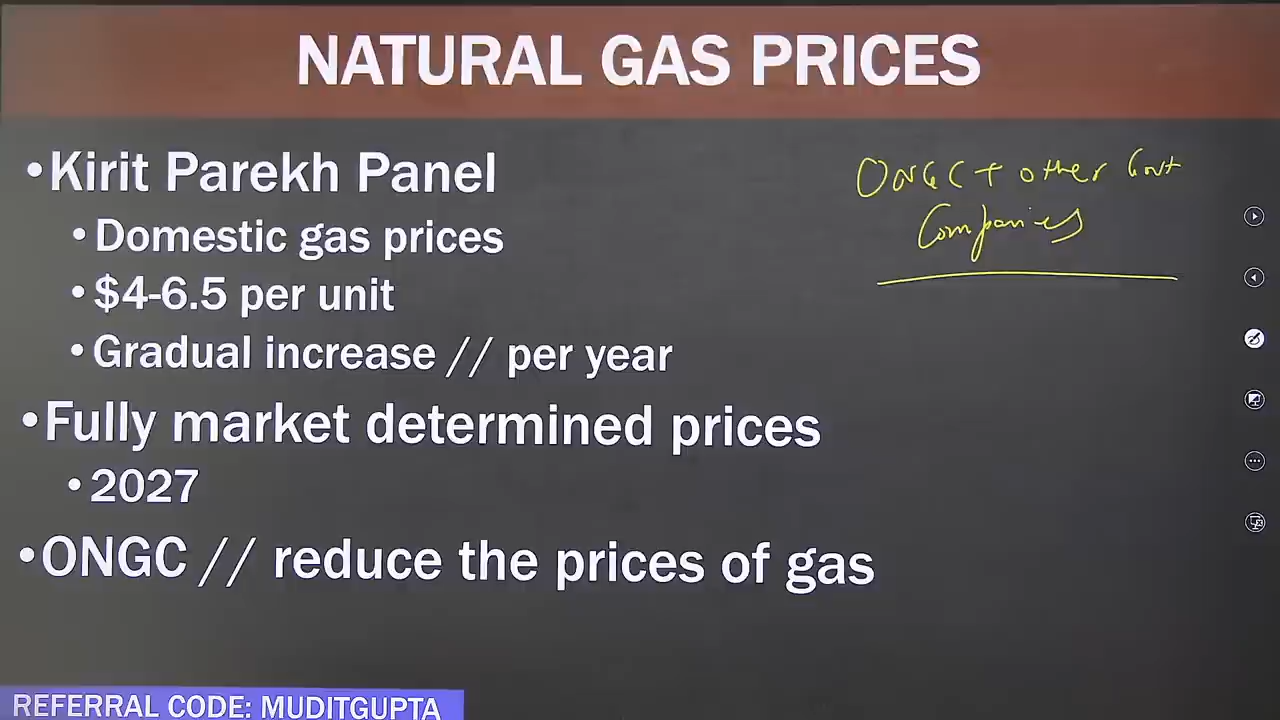 NATURAL GAS PRICES
•Kirit Parekh Panel
ONGC + other Govt
Companies
•Domestic gas prices
•$4-6.5 per unit
•Gradual increase // per year
•Fully market determined prices
•2027
•ONGC // reduce the prices of gas
REFERRAL CODE: MUDITGUPTA